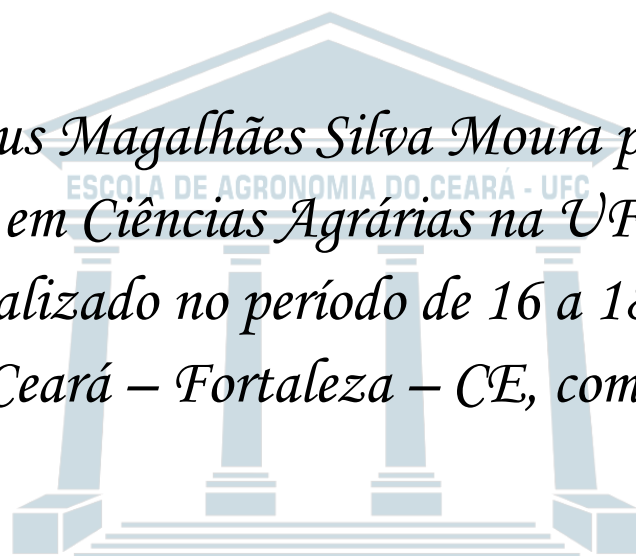 us Magalhães Silva Moura p
ESCOLA DE AGRONOMIA DO CEARÁ - UFC
em Ciências Agrárias na UF
alizado no período de 16 a 18
Ceará – Fortaleza – CE, com